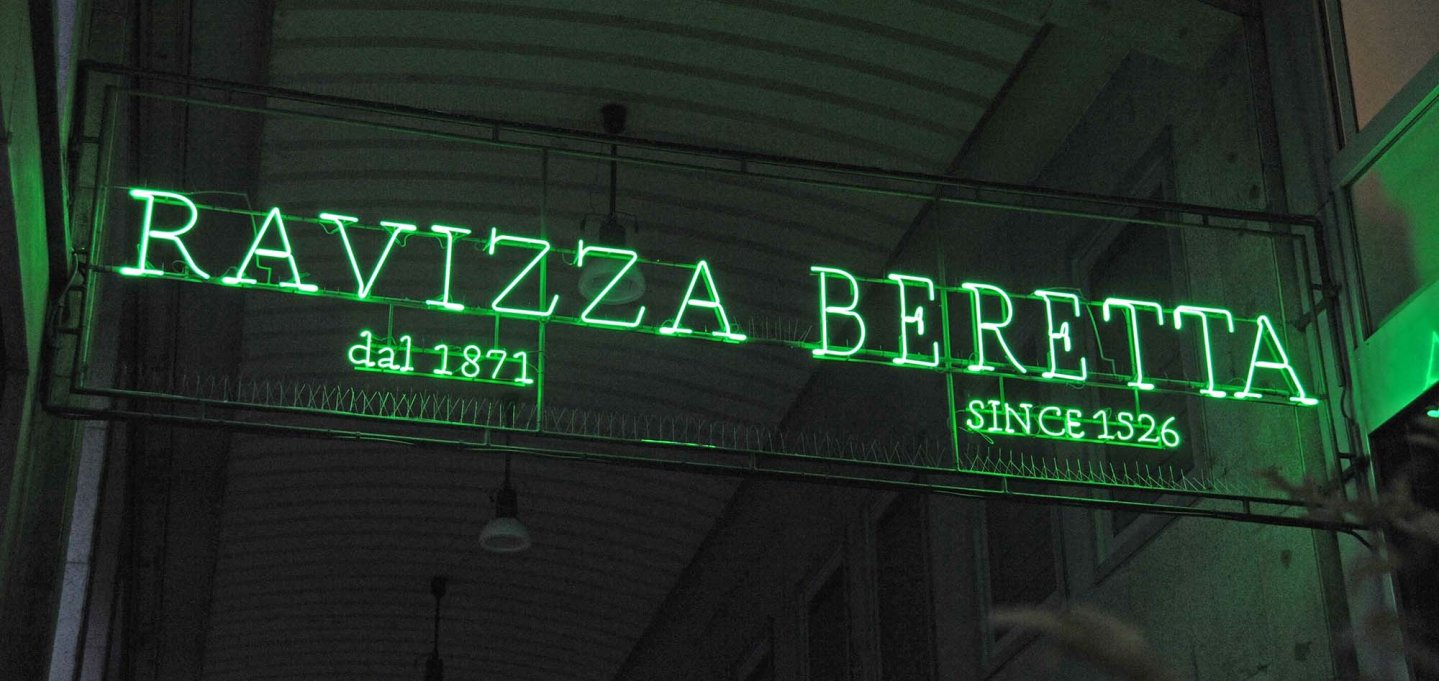 RAVIZZA BERETTA
dal 1871
SINCE 1526